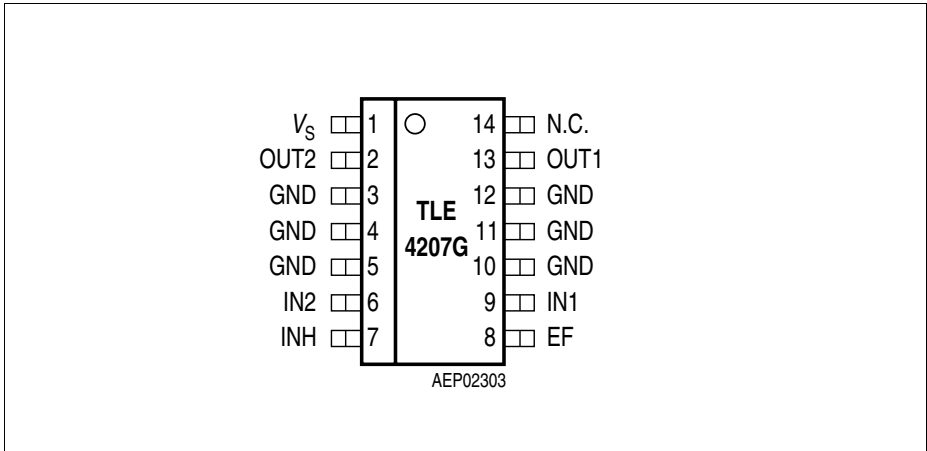 VS 1 14 N.C.
OUT2 2 13 OUT1
GND 3 12 GND
TLE
GND 4 11 GND
4207G
GND 5 10 GND
IN2 6 9 IN1
INH 7 8 EF
AEP02303